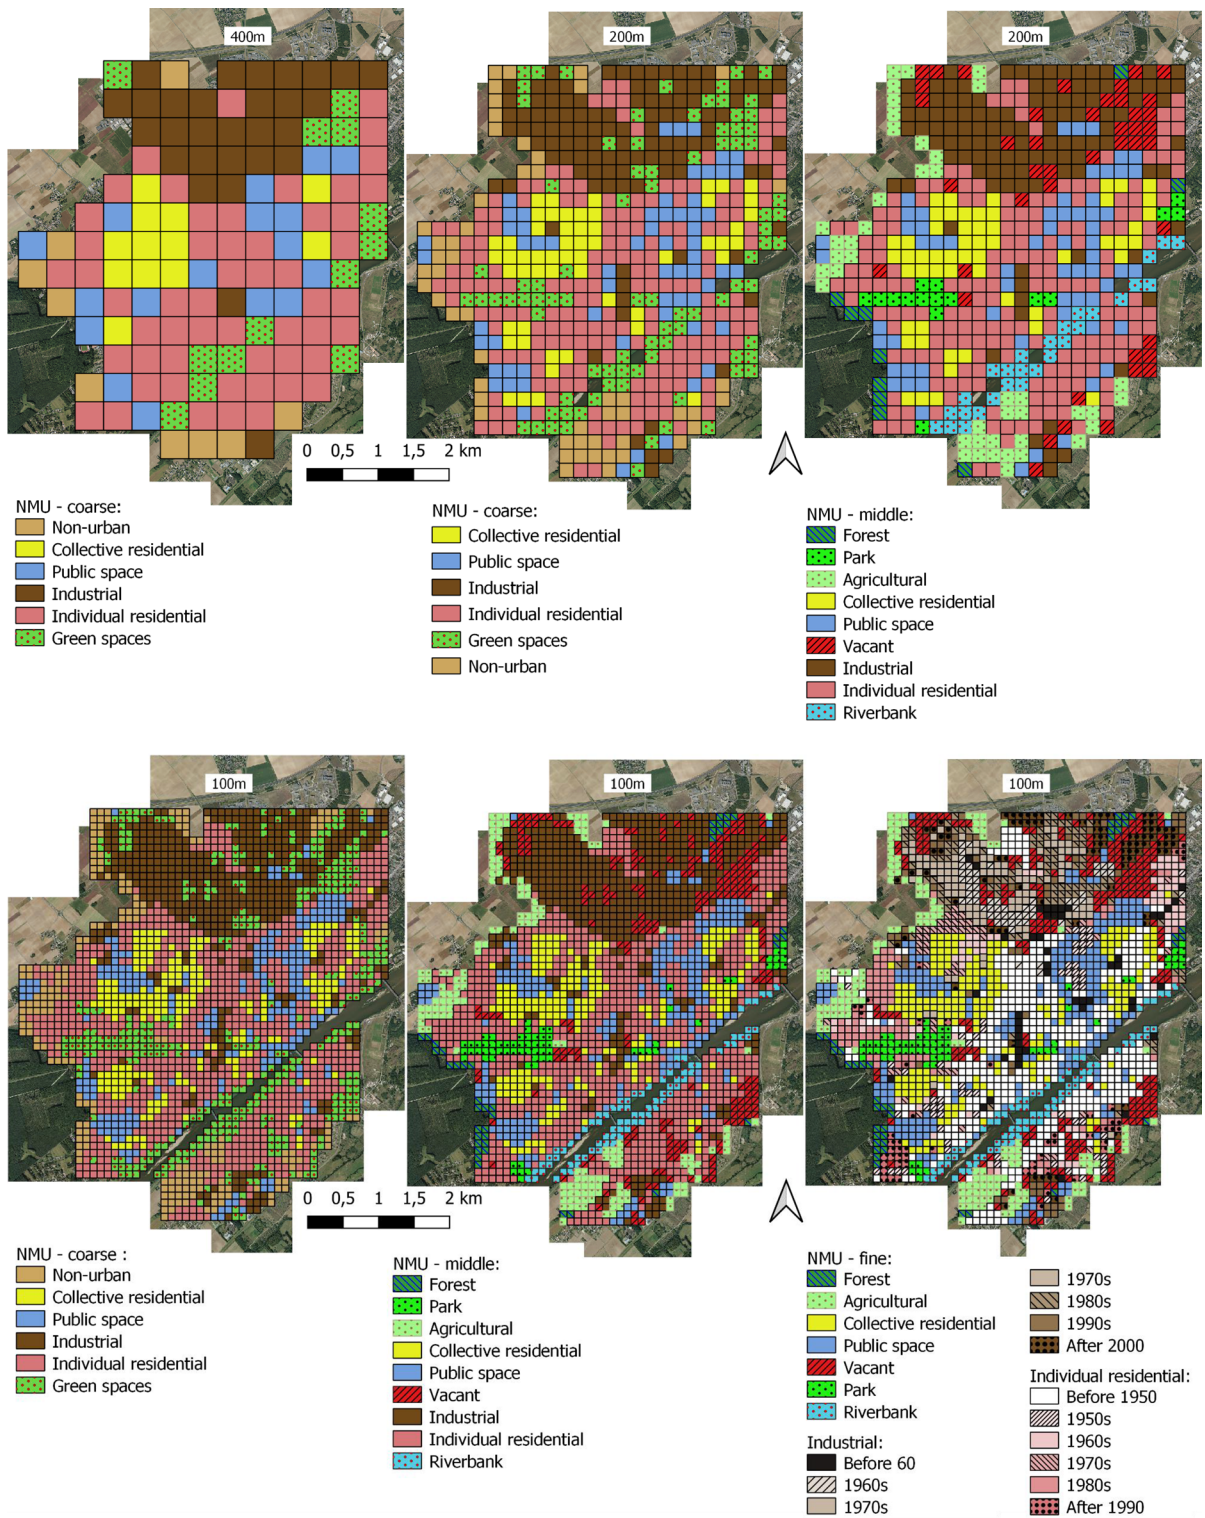 400m
200m
200m
0 0,5 1 1,5 2 km
NMU - coarse:
Non-urban
Collective residential
Public space
Industrial
Individual residential
Green spaces
NMU - coarse:
Collective residential
Public space
Industrial
Individual residential
Green spaces
Non-urban
NMU - middle:
Forest
Park
Agricultural
Collective residential
Public space
Vacant
Industrial
Individual residential
Riverbank
100m
100m
100m
0 0,5 1 1,5 2 km
NMU - coarse :
Non-urban
Collective residential
Public space
Industrial
Individual residential
Green spaces
NMU - middle:
Forest
Park
Agricultural
Collective residential
Public space
Vacant
Industrial
Individual residential
Riverbank
NMU - fine:
Forest
Agricultural
Collective residential
Public space
Vacant
Park
Riverbank
Industrial:
Before 60
1960s
1970s
1970s
1980s
1990s
After 2000
Individual residential:
Before 1950
1950s
1960s
1970s
1980s
After 1990